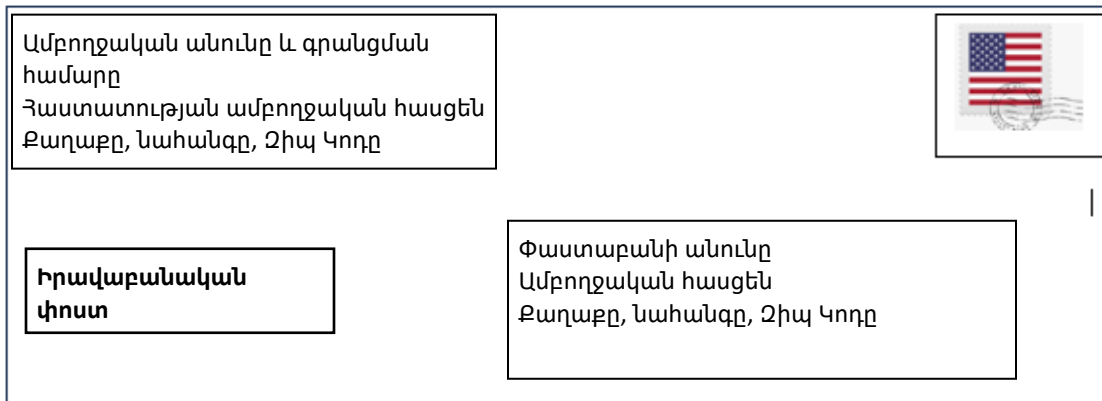 Ամբողջական անունը և գրանցման
համարը
Հաստատության ամբողջական հասցեն
Քաղաքը, նահանգը, Զիպ Կոդը
Իրավաբանական
փոստ
Փաստաբանի անունը
Ամբողջական հասցեն
Քաղաքը, նահանգը, Զիպ Կոդը